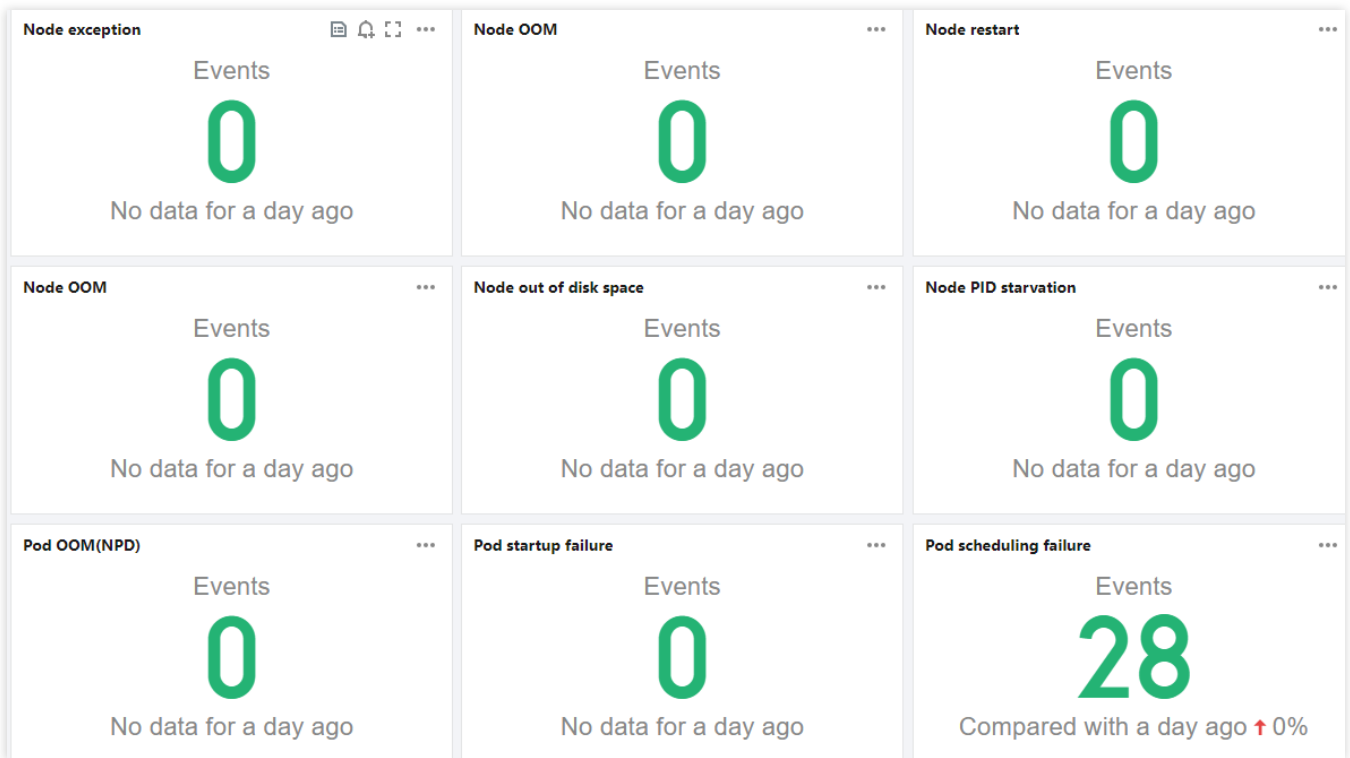 Node exception
Events
0
No data for a day ago
Node OOM
Events
0
No data for a day ago
Node restart
Events
0
No data for a day ago
Node OOM
Events
0
No data for a day ago
Node out of disk space
Events
0
No data for a day ago
Node PID starvation
Events
0
No data for a day ago
Pod OOM(NPD)
Events
0
No data for a day ago
Pod startup failure
Events
0
No data for a day ago
Pod scheduling failure
Events
28
Compared with a day ago ↑ 0%